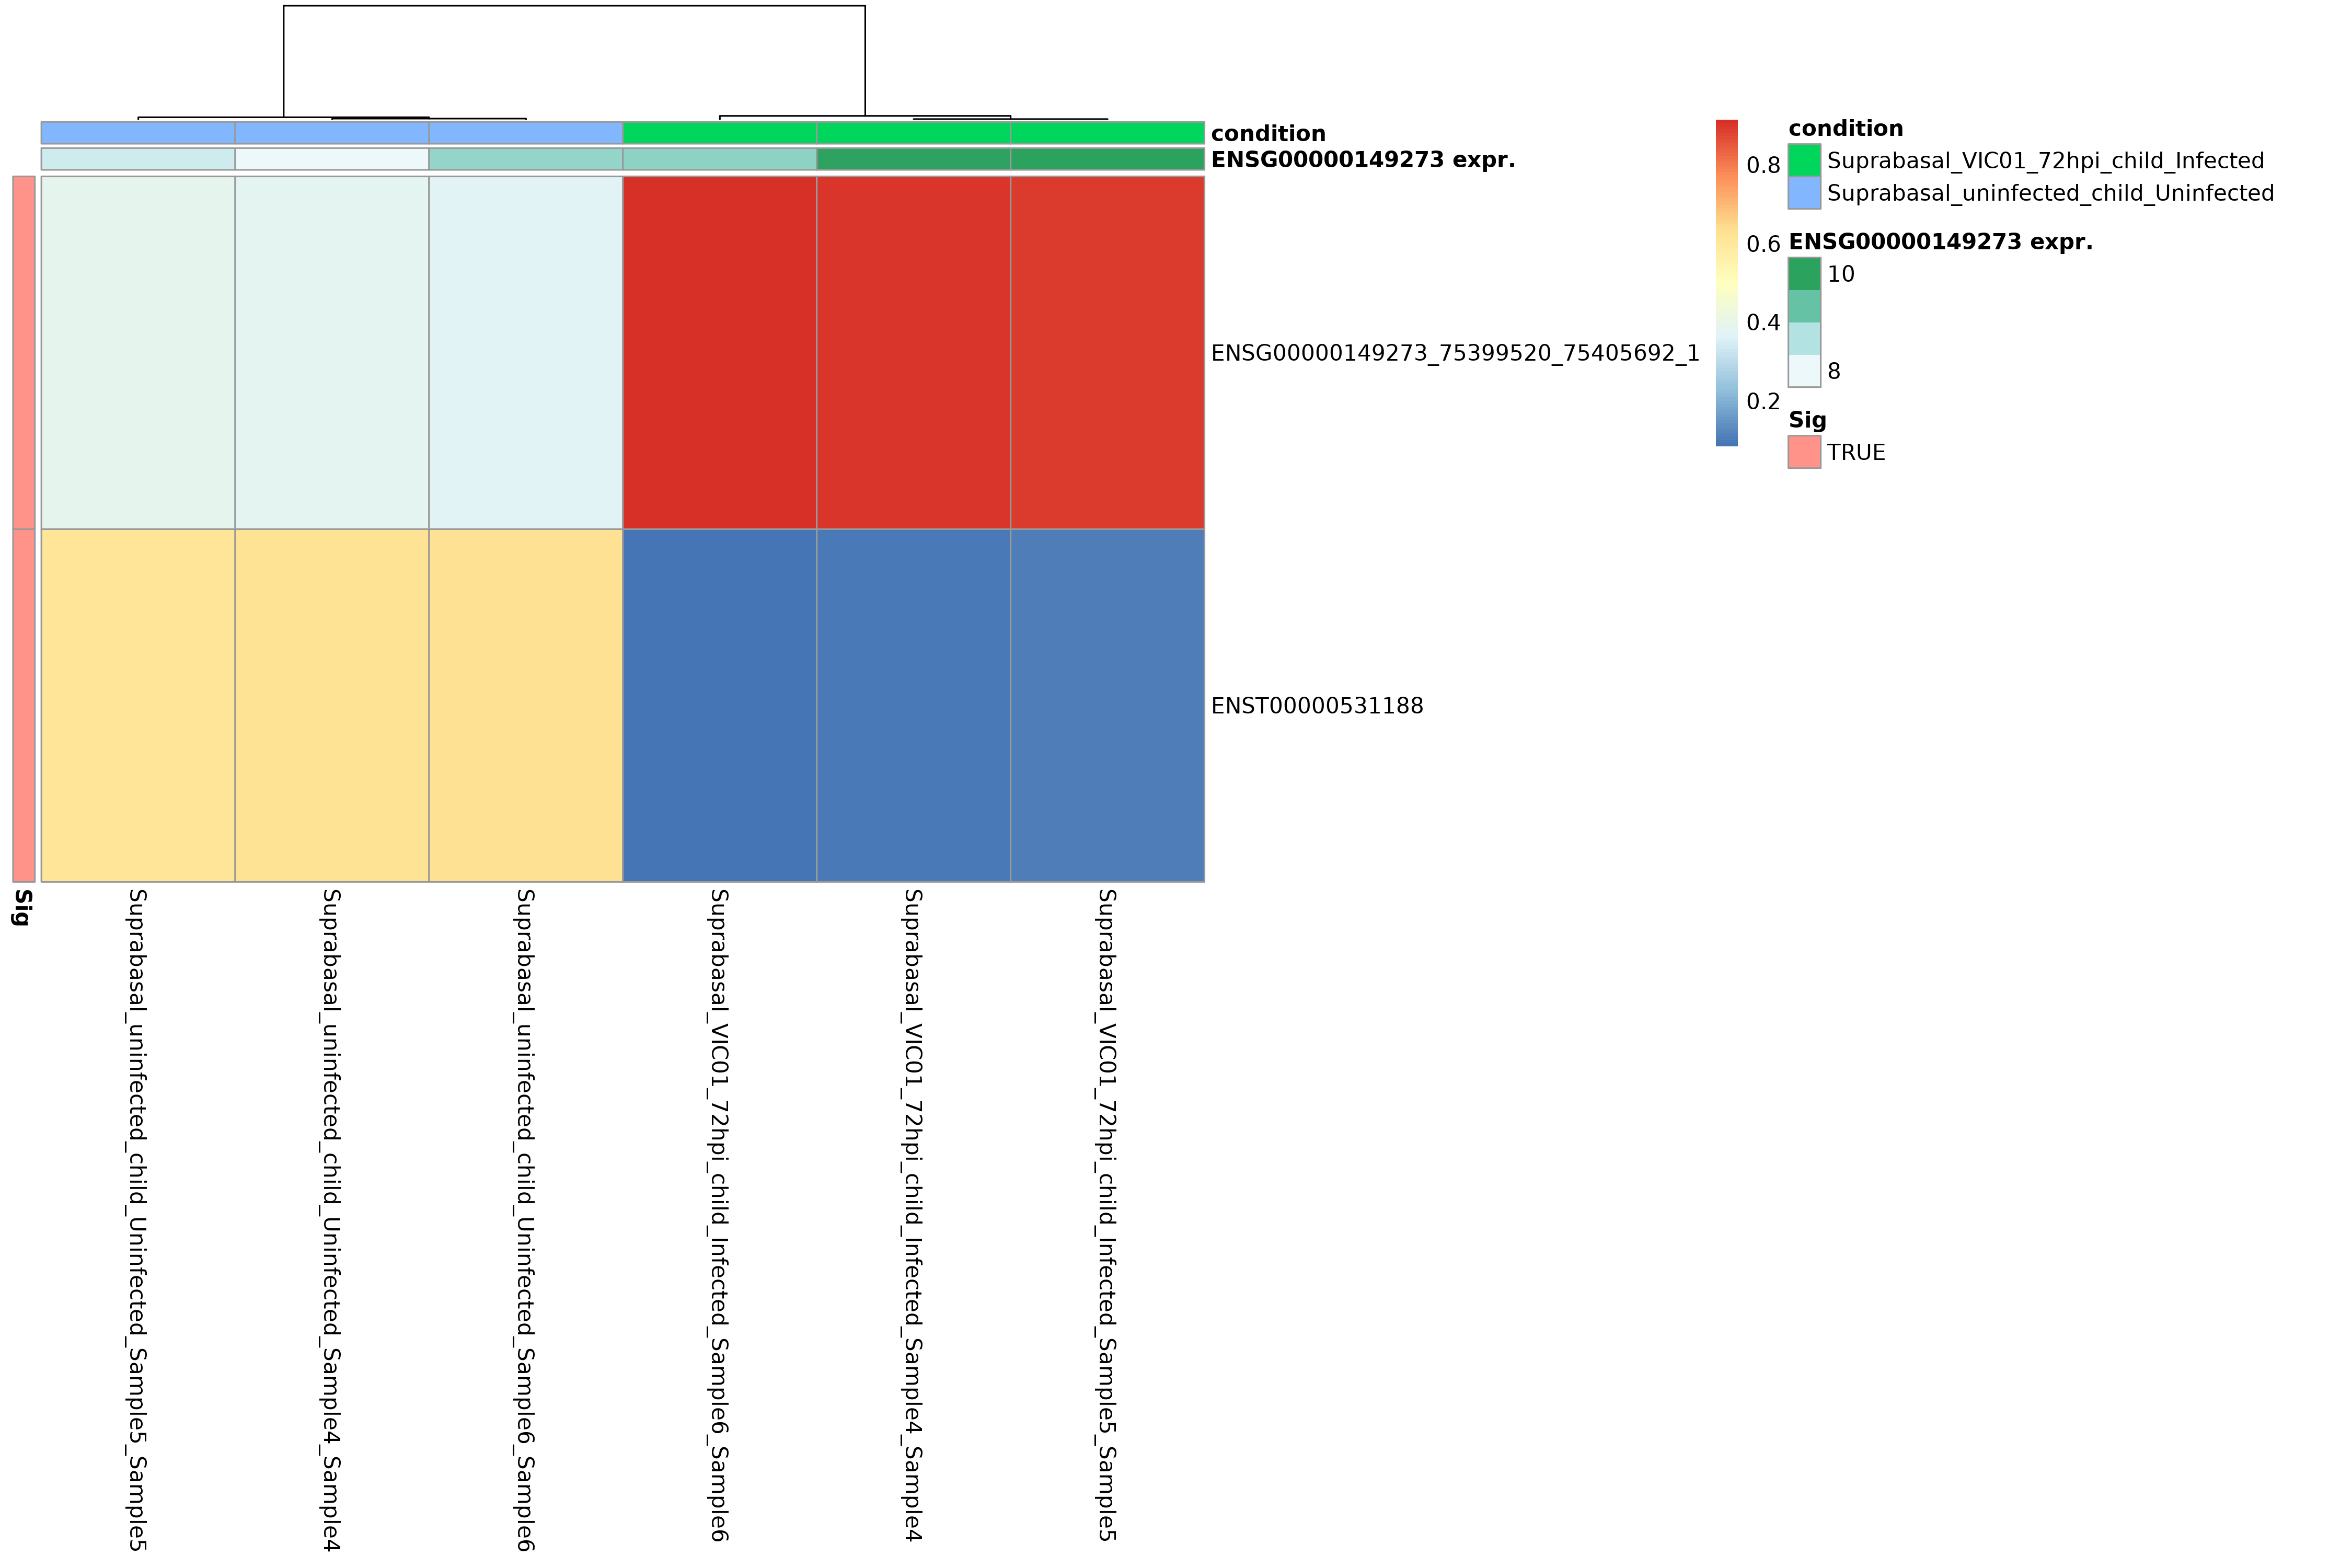 condition
ENSG00000149273 expr.
ENSG00000149273_75399520_75405692_1
ENST00000531188
Sig
Suprabasal_uninfected_child_Uninfected_Sample5_Sample5
Suprabasal_uninfected_child_Uninfected_Sample4_Sample4
Suprabasal_uninfected_child_Uninfected_Sample6_Sample6
Suprabasal_VIC01_72hpi_child_Infected_Sample6_Sample6
Suprabasal_VIC01_72hpi_child_Infected_Sample4_Sample4
Suprabasal_VIC01_72hpi_child_Infected_Sample5_Sample5
0.8
0.6
0.4
0.2
condition
Suprabasal_VIC01_72hpi_child_Infected
Suprabasal_uninfected_child_Uninfected
ENSG00000149273 expr.
10
8
Sig
TRUE